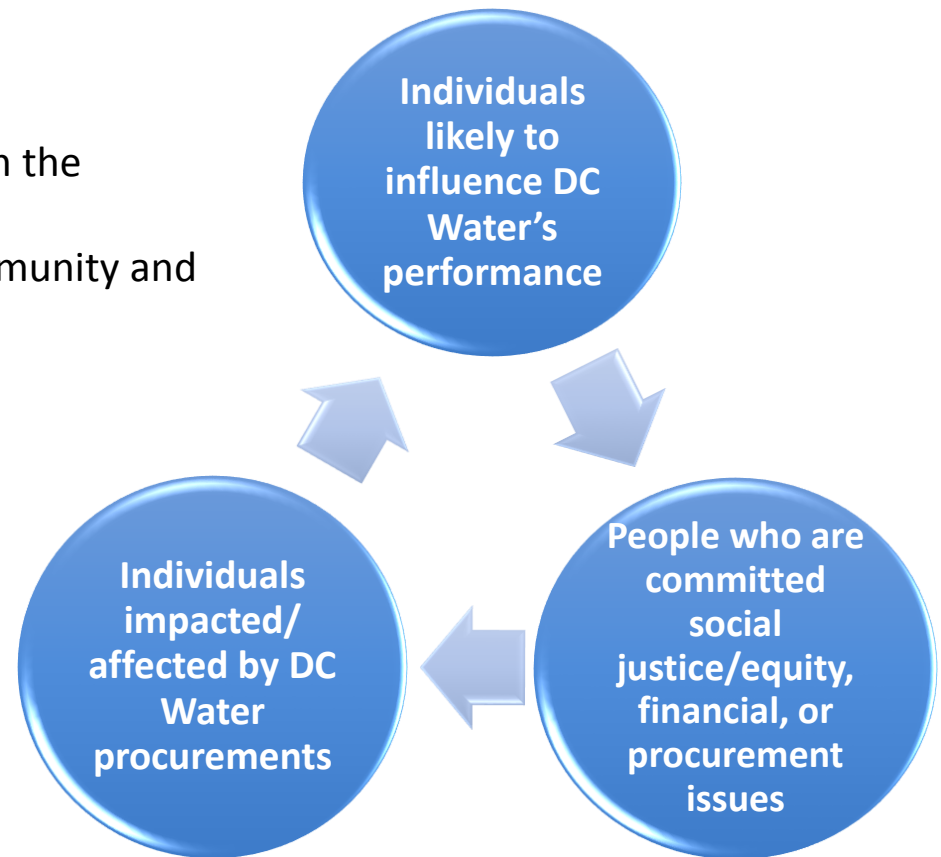 n the
munity and
Individuals
likely to
influence DC
Water's
performance
People who are
committed
social
justice/equity,
financial, or
procurement
issues
Individuals
impacted/
affected by DC
Water
procurements